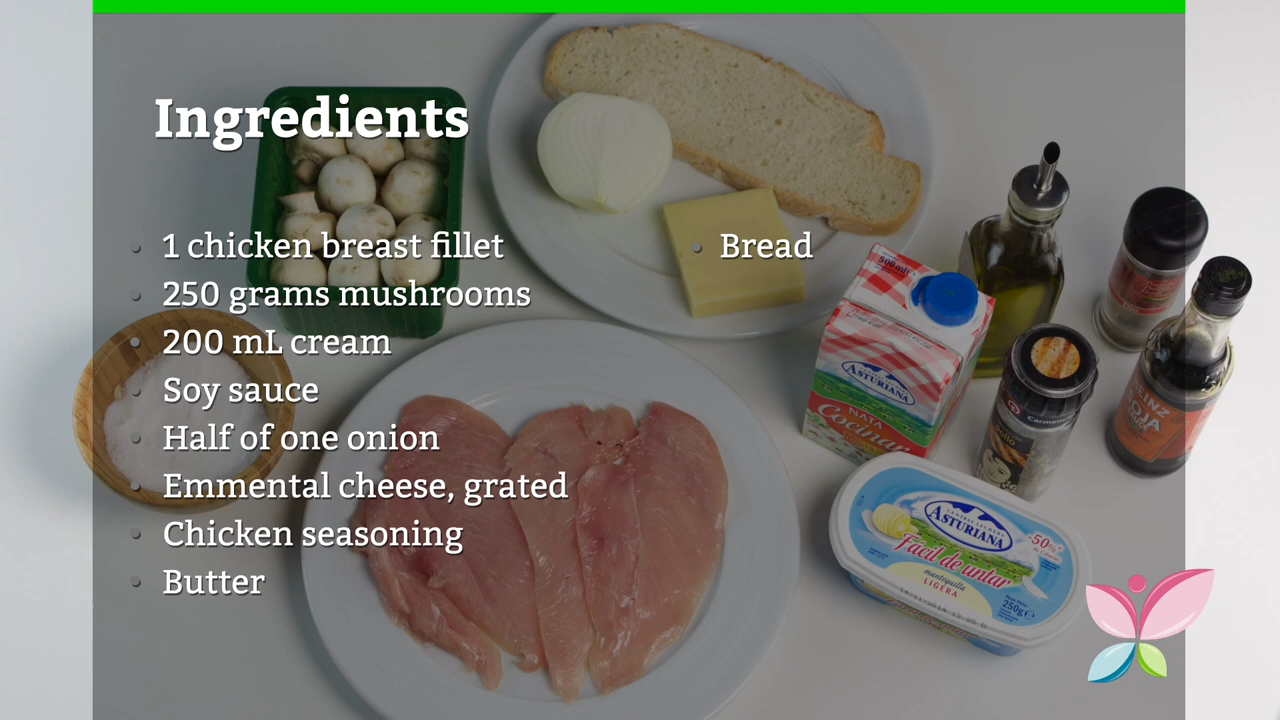 Ingredients
1 chicken breast fillet
250 grams mushrooms
200 mL cream
Soy sauce
Half of one onion
Emmental cheese, grated
Chicken seasoning
Butter
Bread
500 ml
ASTURIANA
NATA
Cocinar
HEINZ
SOJA
ASTURIANA
-50%
Fácil de untar
mantequilla
LIGERA
250g